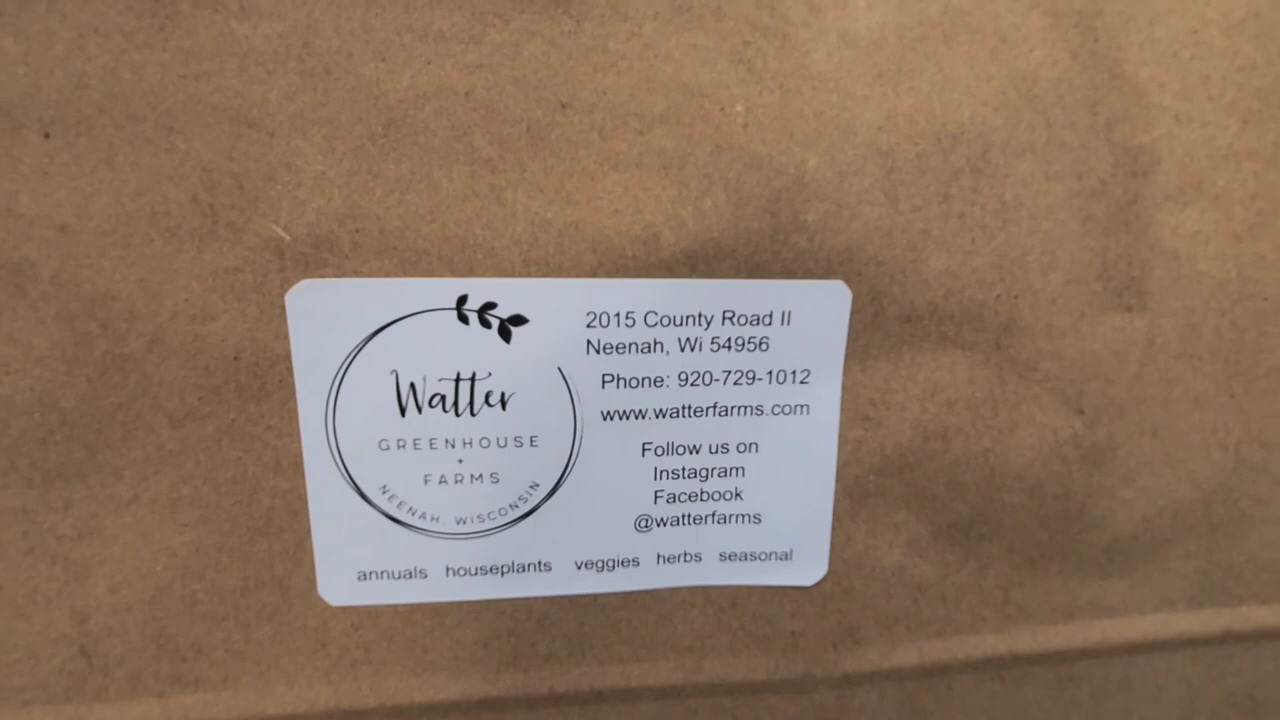 Watter
GREENHOUSE
+
FARMS
NEENAH, WISCONSIN
2015 County Road II
Neenah, Wi 54956
Phone: 920-729-1012
www.watterfarms.com
Follow us on
Instagram
Facebook
@watterfarms
annuals houseplants veggies herbs seasonal